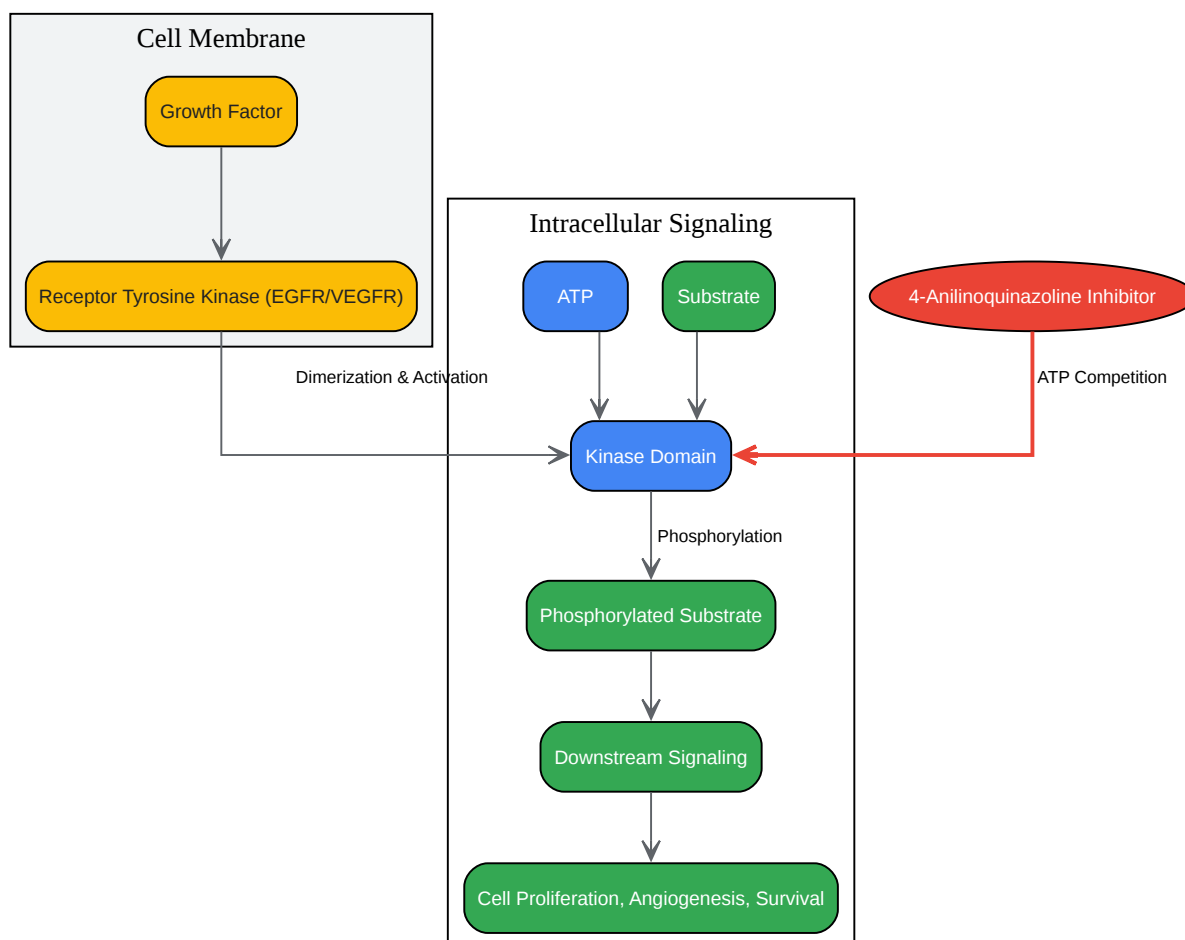 Cell Membrane
Growth Factor
Receptor Tyrosine Kinase (EGFR/VEGFR)
Intracellular Signaling
ATP
Substrate
4-Anilinoquinazoline Inhibitor
Dimerization & Activation
ATP Competition
Kinase Domain
Phosphorylation
Phosphorylated Substrate
Downstream Signaling
Cell Proliferation, Angiogenesis, Survival